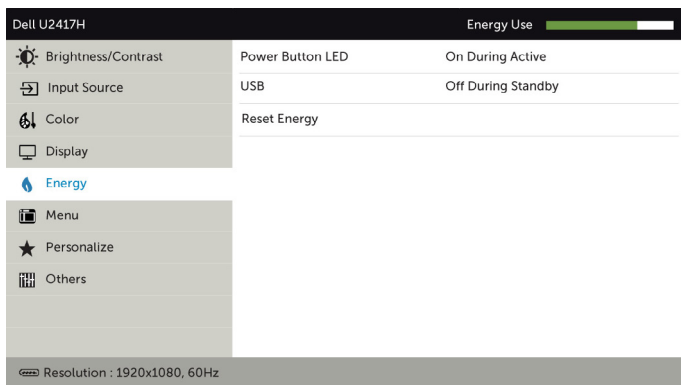 Dell U2417H Energy Use
Brightness/Contrast Power Button LED On During Active
Input Source USB Off During Standby
Color Reset Energy
Display
Energy
Menu
Personalize
Others
Resolution : 1920x1080, 60Hz